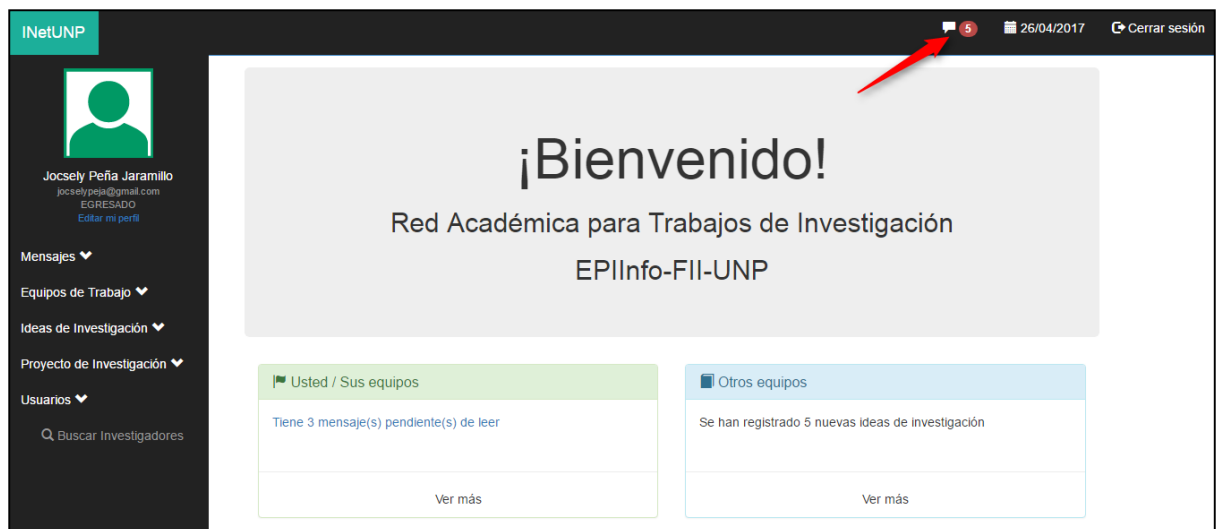 INetUNP
5
26/04/2017
Cerrar sesión
Jocsely Peña Jaramillo
jocselypeja@gmail.com
EGRESADO
Editar mi perfil
Mensajes
Equipos de Trabajo
Ideas de Investigación
Proyecto de Investigación
Usuarios
Buscar Investigadores
¡Bienvenido!
Red Académica para Trabajos de Investigación
EPIInfo-FII-UNP
Usted / Sus equipos
Tiene 3 mensaje(s) pendiente(s) de leer
Ver más
Otros equipos
Se han registrado 5 nuevas ideas de investigación
Ver más